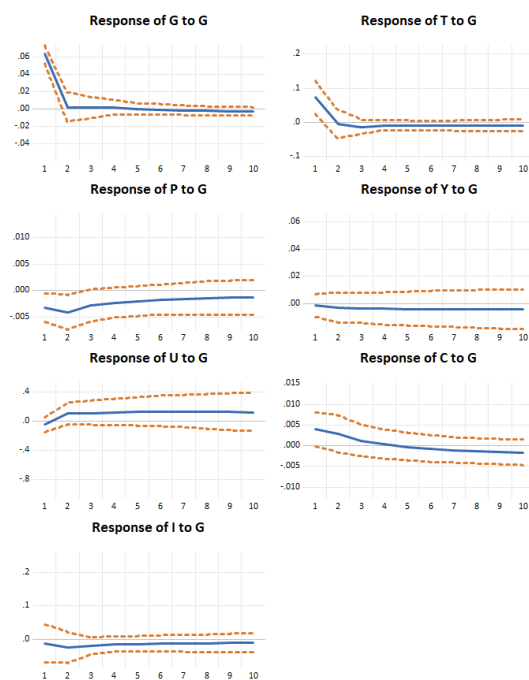 Response of G to G
.06
.04
.02
.00
-.02
-.04
1 2 3 4 5 6 7 8 9 10
Response of T to G
.2
.1
.0
-.1
1 2 3 4 5 6 7 8 9 10
Response of P to G
.010
.005
.000
-.005
1 2 3 4 5 6 7 8 9 10
Response of Y to G
.06
.04
.02
.00
1 2 3 4 5 6 7 8 9 10
Response of U to G
.4
.0
-.4
-.8
1 2 3 4 5 6 7 8 9 10
Response of C to G
.015
.010
.005
.000
-.005
-.010
1 2 3 4 5 6 7 8 9 10
Response of I to G
.2
.1
.0
1 2 3 4 5 6 7 8 9 10